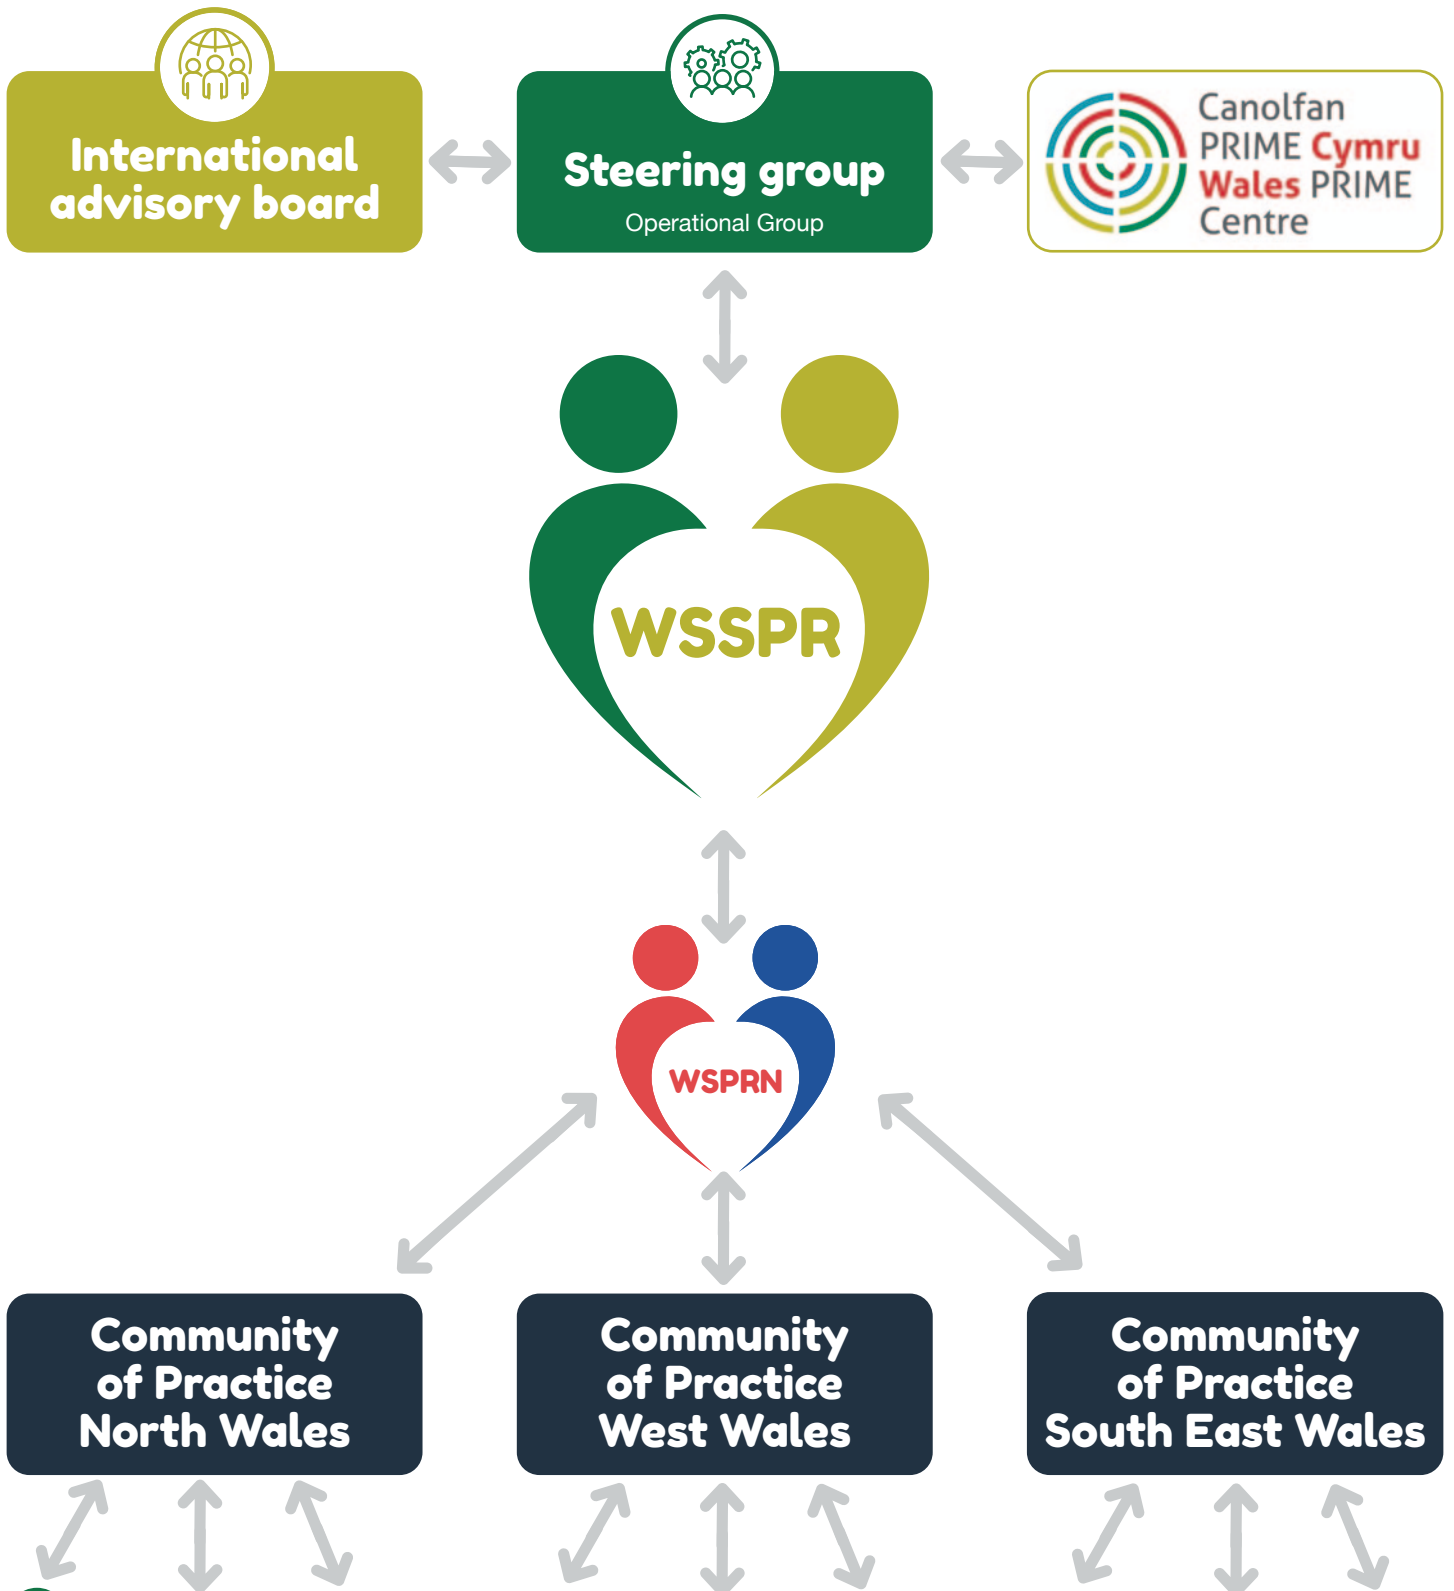 International
advisory board
Steering group
Operational Group
Canolfan
PRIME Cymru
Wales PRIME
Centre
WSSPR
WSPRN
Community
of Practice
North Wales
Community
of Practice
West Wales
Community
of Practice
South East Wales